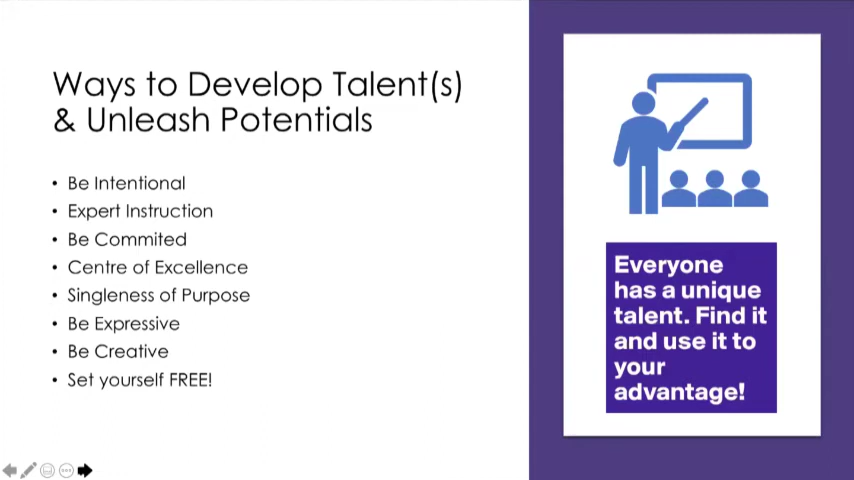 Ways to Develop Talent(s)
& Unleash Potentials
• Be Intentional
• Expert Instruction
• Be Commited
• Centre of Excellence
• Singleness of Purpose
• Be Expressive
• Be Creative
• Set yourself FREE!
Everyone
has a unique
talent. Find it
and use it to
your
advantage!